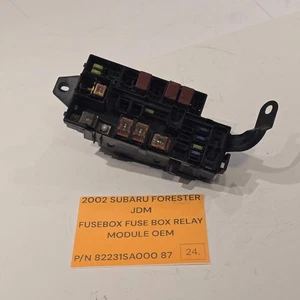 2002 SUBARU FORESTER
JDM
FUSEBOX FUSE BOX RELAY
MODULE OEM
P/N 82231SA000 87
24.